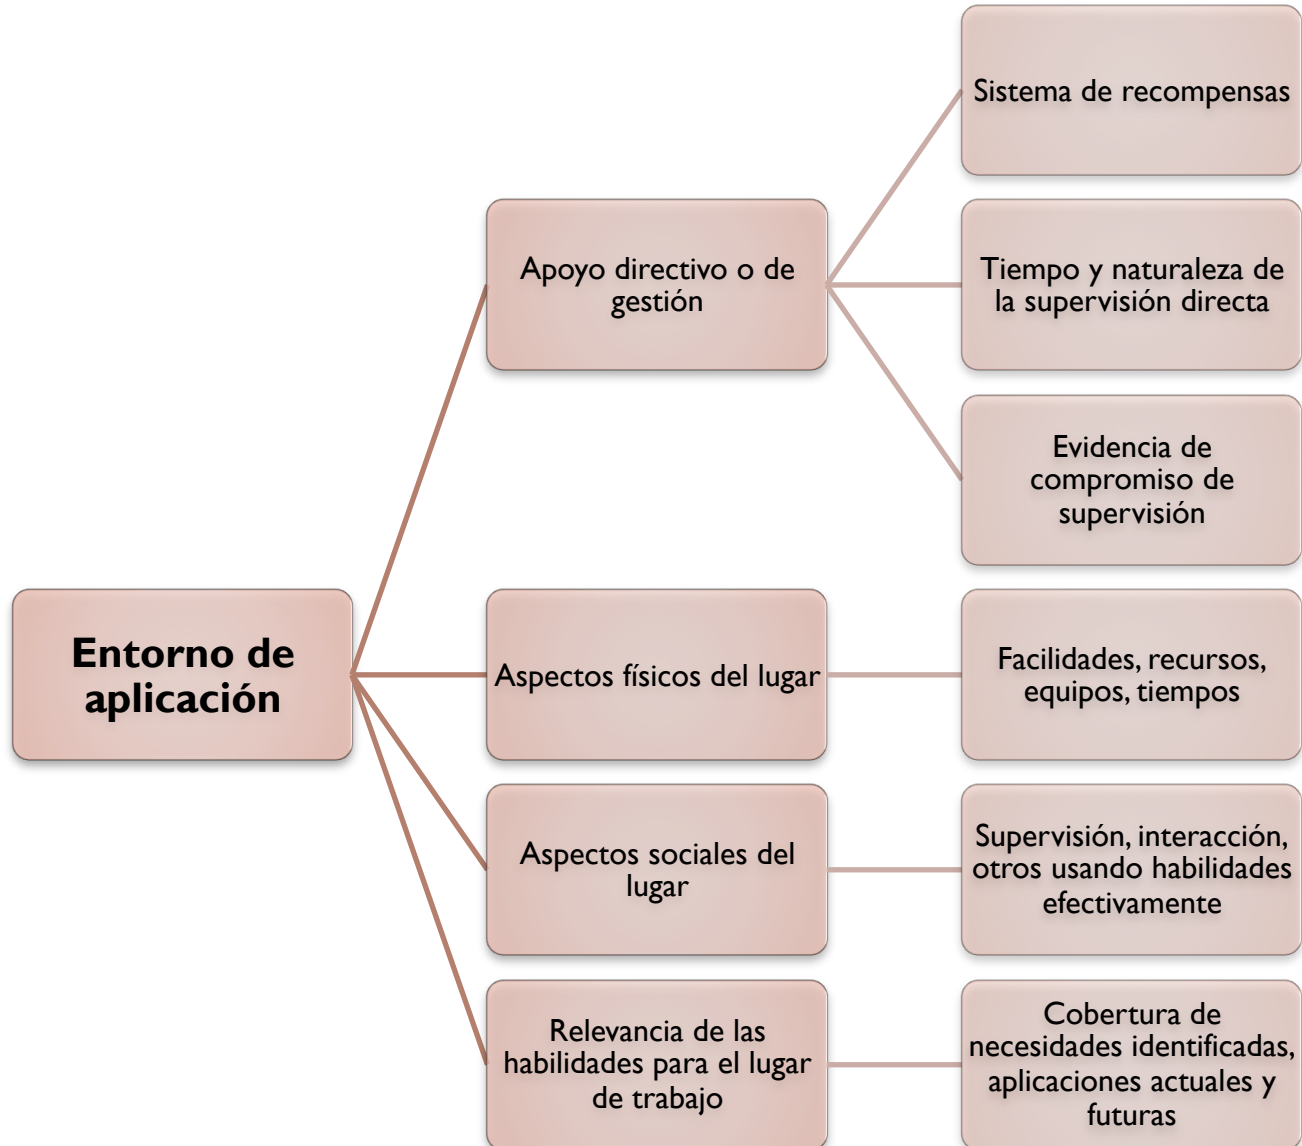 Entorno de
aplicación
Apoyo directivo o de
gestión
Sistema de recompensas
Tiempo y naturaleza de
la supervisión directa
Evidencia de
compromiso de
supervisión
Aspectos físicos del lugar
Facilidades, recursos,
equipos, tiempos
Aspectos sociales del
lugar
Supervisión, interacción,
otros usando habilidades
efectivamente
Relevancia de las
habilidades para el lugar
de trabajo
Cobertura de
necesidades identificadas,
aplicaciones actuales y
futuras